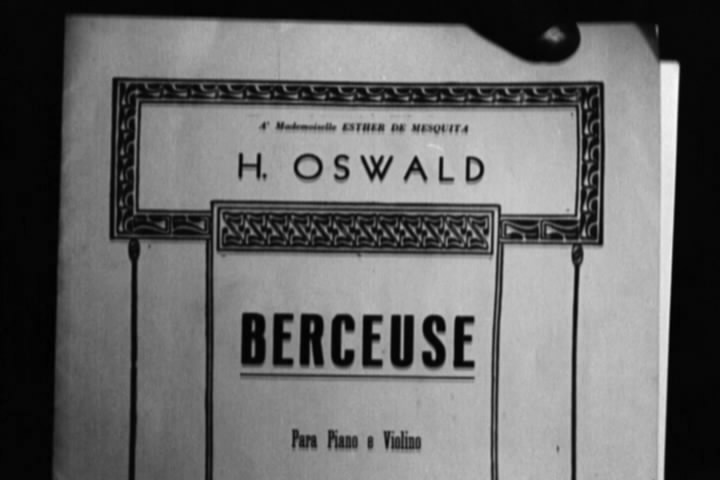 A' Mademoiselle ESTHER DE MESQUITA
H. OSWALD
BERCEUSE
Para Piano e Violino